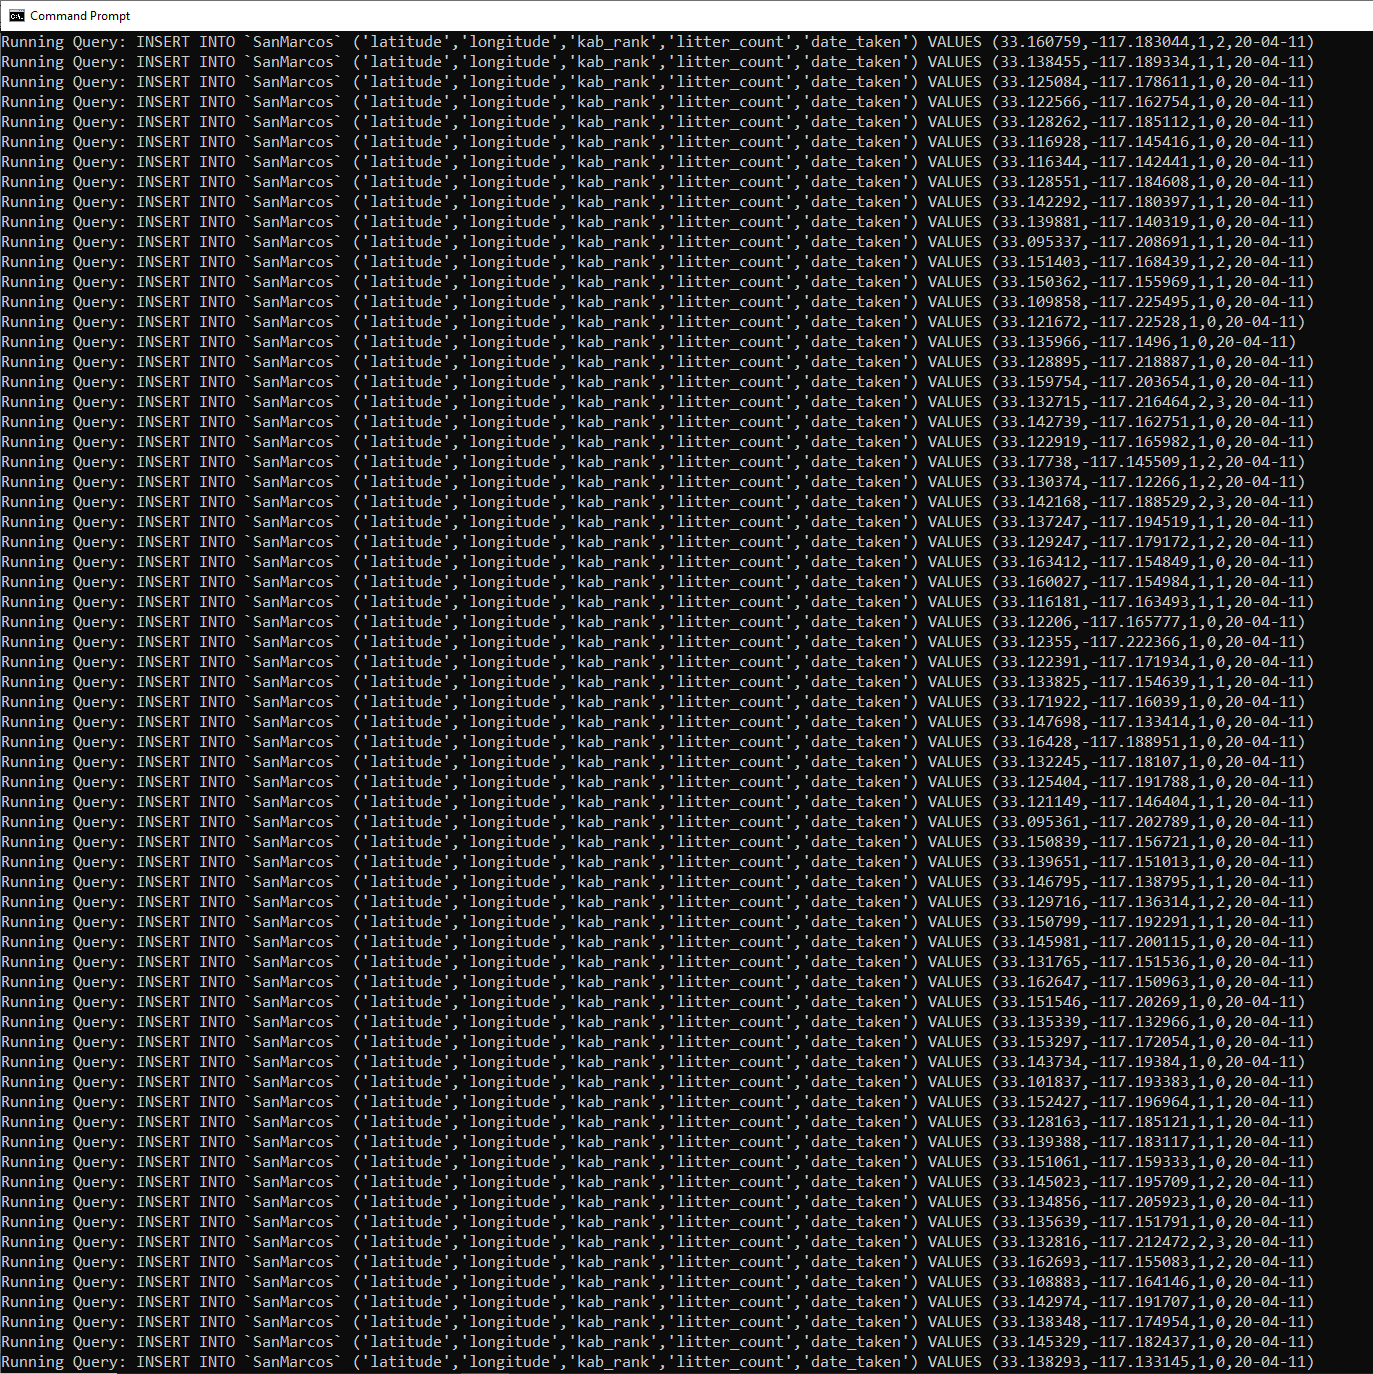 Command Prompt
Running Query: INSERT INTO `SanMarcos` ('latitude','longitude','kab_rank','litter_count','date_taken') VALUES (33.160759,-117.183044,1,2,20-04-11)
Running Query: INSERT INTO `SanMarcos` ('latitude','longitude','kab_rank','litter_count','date_taken') VALUES (33.138455,-117.189334,1,1,20-04-11)
Running Query: INSERT INTO `SanMarcos` ('latitude','longitude','kab_rank','litter_count','date_taken') VALUES (33.125084,-117.178611,1,0,20-04-11)
Running Query: INSERT INTO `SanMarcos` ('latitude','longitude','kab_rank','litter_count','date_taken') VALUES (33.122566,-117.162754,1,0,20-04-11)
Running Query: INSERT INTO `SanMarcos` ('latitude','longitude','kab_rank','litter_count','date_taken') VALUES (33.128262,-117.185112,1,0,20-04-11)
Running Query: INSERT INTO `SanMarcos` ('latitude','longitude','kab_rank','litter_count','date_taken') VALUES (33.116928,-117.145416,1,0,20-04-11)
Running Query: INSERT INTO `SanMarcos` ('latitude','longitude','kab_rank','litter_count','date_taken') VALUES (33.116344,-117.142441,1,0,20-04-11)
Running Query: INSERT INTO `SanMarcos` ('latitude','longitude','kab_rank','litter_count','date_taken') VALUES (33.128551,-117.184608,1,0,20-04-11)
Running Query: INSERT INTO `SanMarcos` ('latitude','longitude','kab_rank','litter_count','date_taken') VALUES (33.142292,-117.180397,1,1,20-04-11)
Running Query: INSERT INTO `SanMarcos` ('latitude','longitude','kab_rank','litter_count','date_taken') VALUES (33.139881,-117.140319,1,0,20-04-11)
Running Query: INSERT INTO `SanMarcos` ('latitude','longitude','kab_rank','litter_count','date_taken') VALUES (33.095337,-117.208691,1,1,20-04-11)
Running Query: INSERT INTO `SanMarcos` ('latitude','longitude','kab_rank','litter_count','date_taken') VALUES (33.151403,-117.168439,1,2,20-04-11)
Running Query: INSERT INTO `SanMarcos` ('latitude','longitude','kab_rank','litter_count','date_taken') VALUES (33.150362,-117.155969,1,1,20-04-11)
Running Query: INSERT INTO `SanMarcos` ('latitude','longitude','kab_rank','litter_count','date_taken') VALUES (33.109858,-117.225495,1,0,20-04-11)
Running Query: INSERT INTO `SanMarcos` ('latitude','longitude','kab_rank','litter_count','date_taken') VALUES (33.121672,-117.22528,1,0,20-04-11)
Running Query: INSERT INTO `SanMarcos` ('latitude','longitude','kab_rank','litter_count','date_taken') VALUES (33.135966,-117.1496,1,0,20-04-11)
Running Query: INSERT INTO `SanMarcos` ('latitude','longitude','kab_rank','litter_count','date_taken') VALUES (33.128895,-117.218887,1,0,20-04-11)
Running Query: INSERT INTO `SanMarcos` ('latitude','longitude','kab_rank','litter_count','date_taken') VALUES (33.159754,-117.203654,1,0,20-04-11)
Running Query: INSERT INTO `SanMarcos` ('latitude','longitude','kab_rank','litter_count','date_taken') VALUES (33.132715,-117.216464,2,3,20-04-11)
Running Query: INSERT INTO `SanMarcos` ('latitude','longitude','kab_rank','litter_count','date_taken') VALUES (33.142739,-117.162751,1,0,20-04-11)
Running Query: INSERT INTO `SanMarcos` ('latitude','longitude','kab_rank','litter_count','date_taken') VALUES (33.122919,-117.165982,1,0,20-04-11)
Running Query: INSERT INTO `SanMarcos` ('latitude','longitude','kab_rank','litter_count','date_taken') VALUES (33.17738,-117.145509,1,2,20-04-11)
Running Query: INSERT INTO `SanMarcos` ('latitude','longitude','kab_rank','litter_count','date_taken') VALUES (33.130374,-117.12266,1,2,20-04-11)
Running Query: INSERT INTO `SanMarcos` ('latitude','longitude','kab_rank','litter_count','date_taken') VALUES (33.142168,-117.188529,2,3,20-04-11)
Running Query: INSERT INTO `SanMarcos` ('latitude','longitude','kab_rank','litter_count','date_taken') VALUES (33.137247,-117.194519,1,1,20-04-11)
Running Query: INSERT INTO `SanMarcos` ('latitude','longitude','kab_rank','litter_count','date_taken') VALUES (33.129247,-117.179172,1,2,20-04-11)
Running Query: INSERT INTO `SanMarcos` ('latitude','longitude','kab_rank','litter_count','date_taken') VALUES (33.163412,-117.154849,1,0,20-04-11)
Running Query: INSERT INTO `SanMarcos` ('latitude','longitude','kab_rank','litter_count','date_taken') VALUES (33.160027,-117.154984,1,1,20-04-11)
Running Query: INSERT INTO `SanMarcos` ('latitude','longitude','kab_rank','litter_count','date_taken') VALUES (33.116181,-117.163493,1,1,20-04-11)
Running Query: INSERT INTO `SanMarcos` ('latitude','longitude','kab_rank','litter_count','date_taken') VALUES (33.12206,-117.165777,1,0,20-04-11)
Running Query: INSERT INTO `SanMarcos` ('latitude','longitude','kab_rank','litter_count','date_taken') VALUES (33.12355,-117.222366,1,0,20-04-11)
Running Query: INSERT INTO `SanMarcos` ('latitude','longitude','kab_rank','litter_count','date_taken') VALUES (33.122391,-117.171934,1,0,20-04-11)
Running Query: INSERT INTO `SanMarcos` ('latitude','longitude','kab_rank','litter_count','date_taken') VALUES (33.133825,-117.154639,1,1,20-04-11)
Running Query: INSERT INTO `SanMarcos` ('latitude','longitude','kab_rank','litter_count','date_taken') VALUES (33.171922,-117.16039,1,0,20-04-11)
Running Query: INSERT INTO `SanMarcos` ('latitude','longitude','kab_rank','litter_count','date_taken') VALUES (33.147698,-117.133414,1,0,20-04-11)
Running Query: INSERT INTO `SanMarcos` ('latitude','longitude','kab_rank','litter_count','date_taken') VALUES (33.16428,-117.188951,1,0,20-04-11)
Running Query: INSERT INTO `SanMarcos` ('latitude','longitude','kab_rank','litter_count','date_taken') VALUES (33.132245,-117.18107,1,0,20-04-11)
Running Query: INSERT INTO `SanMarcos` ('latitude','longitude','kab_rank','litter_count','date_taken') VALUES (33.125404,-117.191788,1,0,20-04-11)
Running Query: INSERT INTO `SanMarcos` ('latitude','longitude','kab_rank','litter_count','date_taken') VALUES (33.121149,-117.146404,1,1,20-04-11)
Running Query: INSERT INTO `SanMarcos` ('latitude','longitude','kab_rank','litter_count','date_taken') VALUES (33.095361,-117.202789,1,0,20-04-11)
Running Query: INSERT INTO `SanMarcos` ('latitude','longitude','kab_rank','litter_count','date_taken') VALUES (33.150839,-117.156721,1,0,20-04-11)
Running Query: INSERT INTO `SanMarcos` ('latitude','longitude','kab_rank','litter_count','date_taken') VALUES (33.139651,-117.151013,1,0,20-04-11)
Running Query: INSERT INTO `SanMarcos` ('latitude','longitude','kab_rank','litter_count','date_taken') VALUES (33.146795,-117.138795,1,1,20-04-11)
Running Query: INSERT INTO `SanMarcos` ('latitude','longitude','kab_rank','litter_count','date_taken') VALUES (33.129716,-117.136314,1,2,20-04-11)
Running Query: INSERT INTO `SanMarcos` ('latitude','longitude','kab_rank','litter_count','date_taken') VALUES (33.150799,-117.192291,1,1,20-04-11)
Running Query: INSERT INTO `SanMarcos` ('latitude','longitude','kab_rank','litter_count','date_taken') VALUES (33.145981,-117.200115,1,0,20-04-11)
Running Query: INSERT INTO `SanMarcos` ('latitude','longitude','kab_rank','litter_count','date_taken') VALUES (33.131765,-117.151536,1,0,20-04-11)
Running Query: INSERT INTO `SanMarcos` ('latitude','longitude','kab_rank','litter_count','date_taken') VALUES (33.162647,-117.150963,1,0,20-04-11)
Running Query: INSERT INTO `SanMarcos` ('latitude','longitude','kab_rank','litter_count','date_taken') VALUES (33.151546,-117.20269,1,0,20-04-11)
Running Query: INSERT INTO `SanMarcos` ('latitude','longitude','kab_rank','litter_count','date_taken') VALUES (33.135339,-117.132966,1,0,20-04-11)
Running Query: INSERT INTO `SanMarcos` ('latitude','longitude','kab_rank','litter_count','date_taken') VALUES (33.153297,-117.172054,1,0,20-04-11)
Running Query: INSERT INTO `SanMarcos` ('latitude','longitude','kab_rank','litter_count','date_taken') VALUES (33.143734,-117.19384,1,0,20-04-11)
Running Query: INSERT INTO `SanMarcos` ('latitude','longitude','kab_rank','litter_count','date_taken') VALUES (33.101837,-117.193383,1,0,20-04-11)
Running Query: INSERT INTO `SanMarcos` ('latitude','longitude','kab_rank','litter_count','date_taken') VALUES (33.152427,-117.196964,1,1,20-04-11)
Running Query: INSERT INTO `SanMarcos` ('latitude','longitude','kab_rank','litter_count','date_taken') VALUES (33.128163,-117.185121,1,1,20-04-11)
Running Query: INSERT INTO `SanMarcos` ('latitude','longitude','kab_rank','litter_count','date_taken') VALUES (33.139388,-117.183117,1,1,20-04-11)
Running Query: INSERT INTO `SanMarcos` ('latitude','longitude','kab_rank','litter_count','date_taken') VALUES (33.151061,-117.159333,1,0,20-04-11)
Running Query: INSERT INTO `SanMarcos` ('latitude','longitude','kab_rank','litter_count','date_taken') VALUES (33.145023,-117.195709,1,2,20-04-11)
Running Query: INSERT INTO `SanMarcos` ('latitude','longitude','kab_rank','litter_count','date_taken') VALUES (33.134856,-117.205923,1,0,20-04-11)
Running Query: INSERT INTO `SanMarcos` ('latitude','longitude','kab_rank','litter_count','date_taken') VALUES (33.135639,-117.151791,1,0,20-04-11)
Running Query: INSERT INTO `SanMarcos` ('latitude','longitude','kab_rank','litter_count','date_taken') VALUES (33.132816,-117.212472,2,3,20-04-11)
Running Query: INSERT INTO `SanMarcos` ('latitude','longitude','kab_rank','litter_count','date_taken') VALUES (33.162693,-117.155083,1,2,20-04-11)
Running Query: INSERT INTO `SanMarcos` ('latitude','longitude','kab_rank','litter_count','date_taken') VALUES (33.108883,-117.164146,1,0,20-04-11)
Running Query: INSERT INTO `SanMarcos` ('latitude','longitude','kab_rank','litter_count','date_taken') VALUES (33.142974,-117.191707,1,0,20-04-11)
Running Query: INSERT INTO `SanMarcos` ('latitude','longitude','kab_rank','litter_count','date_taken') VALUES (33.138348,-117.174954,1,0,20-04-11)
Running Query: INSERT INTO `SanMarcos` ('latitude','longitude','kab_rank','litter_count','date_taken') VALUES (33.145329,-117.182437,1,0,20-04-11)
Running Query: INSERT INTO `SanMarcos` ('latitude','longitude','kab_rank','litter_count','date_taken') VALUES (33.138293,-117.133145,1,0,20-04-11)